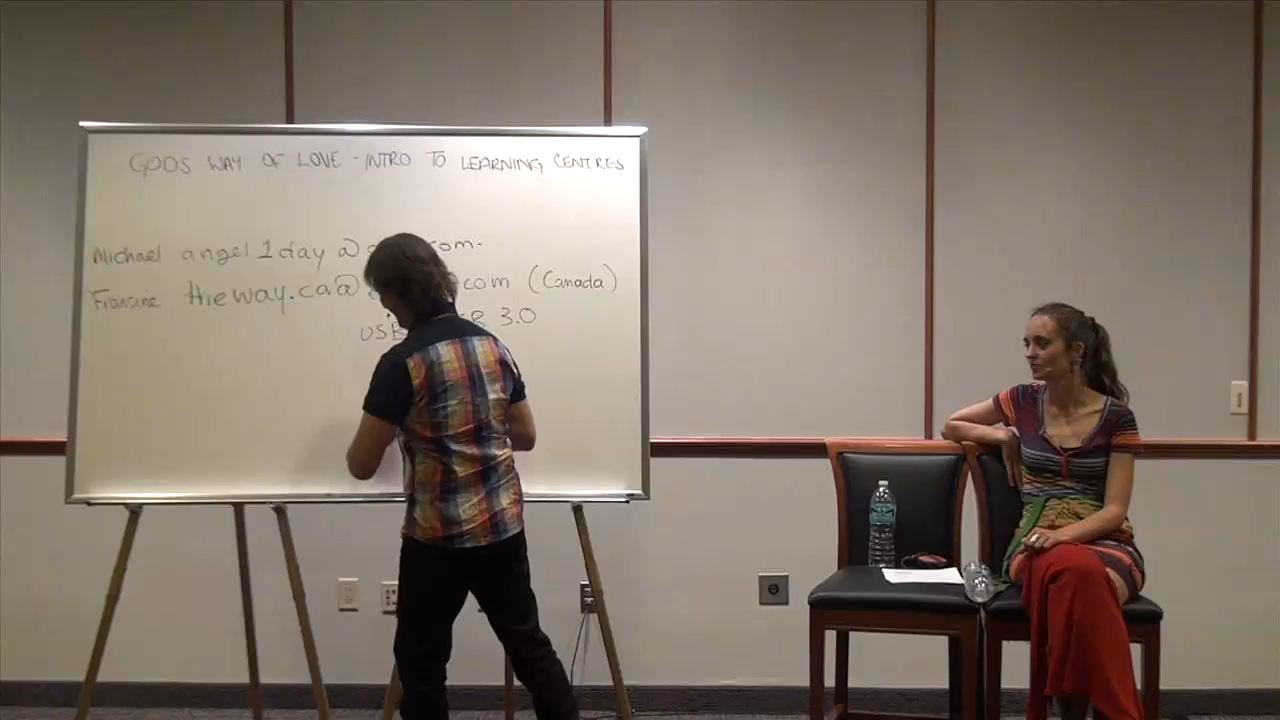 GODS WAY OF LOVE - INTRO TO LEARNING CENTRES
Michael angel1day@ com.
Francine theway.ca@ com (Canada)
USB 3.0